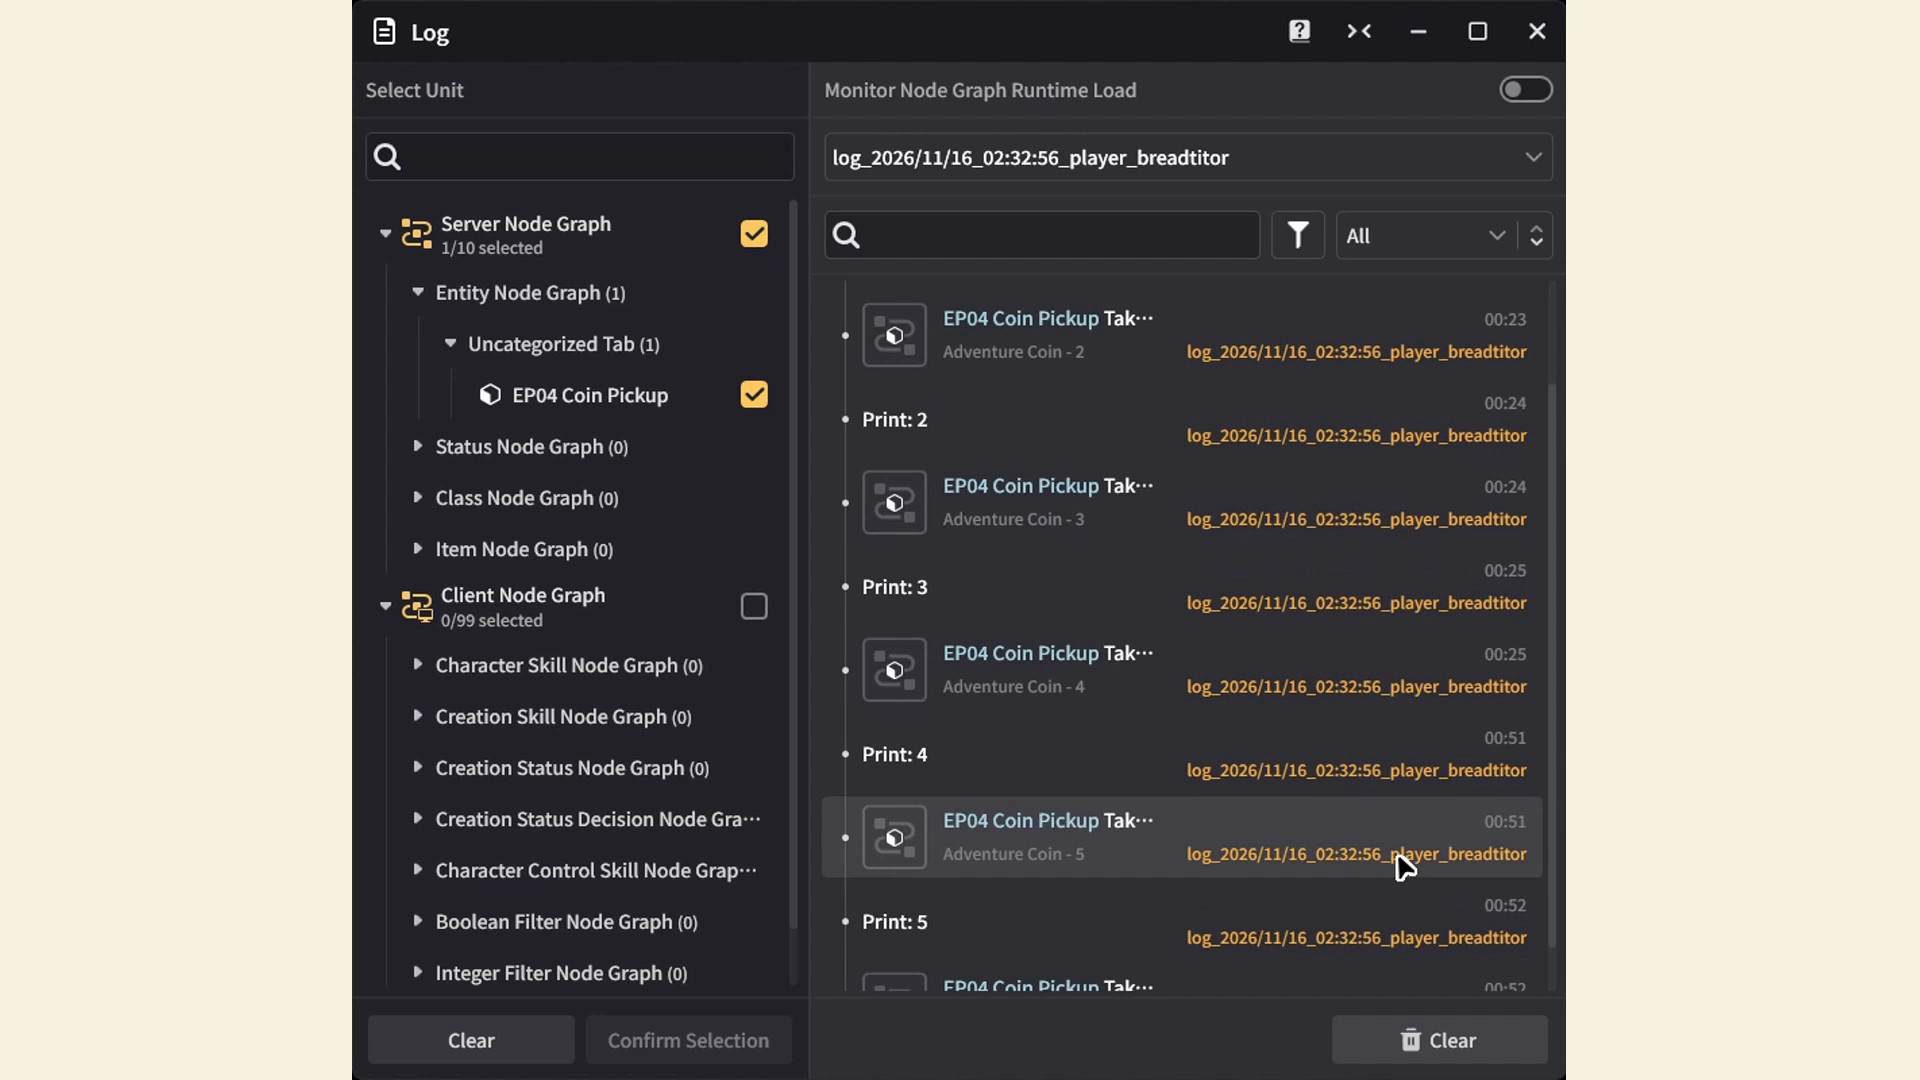 Log
Select Unit
Server Node Graph
1/10 selected
Entity Node Graph (1)
Uncategorized Tab (1)
EP04 Coin Pickup
Status Node Graph (0)
Class Node Graph (0)
Item Node Graph (0)
Client Node Graph
0/99 selected
Character Skill Node Graph (0)
Creation Skill Node Graph (0)
Creation Status Node Graph (0)
Creation Status Decision Node Gra···
Character Control Skill Node Grap···
Boolean Filter Node Graph (0)
Integer Filter Node Graph (0)
Clear
Confirm Selection
Monitor Node Graph Runtime Load
log_2026/11/16_02:32:56_player_breadtitor
All
EP04 Coin Pickup Tak···
00:23
Adventure Coin - 2
log_2026/11/16_02:32:56_player_breadtitor
Print: 2
00:24
log_2026/11/16_02:32:56_player_breadtitor
EP04 Coin Pickup Tak···
00:24
Adventure Coin - 3
log_2026/11/16_02:32:56_player_breadtitor
Print: 3
00:25
log_2026/11/16_02:32:56_player_breadtitor
EP04 Coin Pickup Tak···
00:25
Adventure Coin - 4
log_2026/11/16_02:32:56_player_breadtitor
Print: 4
00:51
log_2026/11/16_02:32:56_player_breadtitor
EP04 Coin Pickup Tak···
00:51
Adventure Coin - 5
log_2026/11/16_02:32:56_player_breadtitor
Print: 5
00:52
log_2026/11/16_02:32:56_player_breadtitor
EP04 Coin Pickup Tak···
00:52
Clear